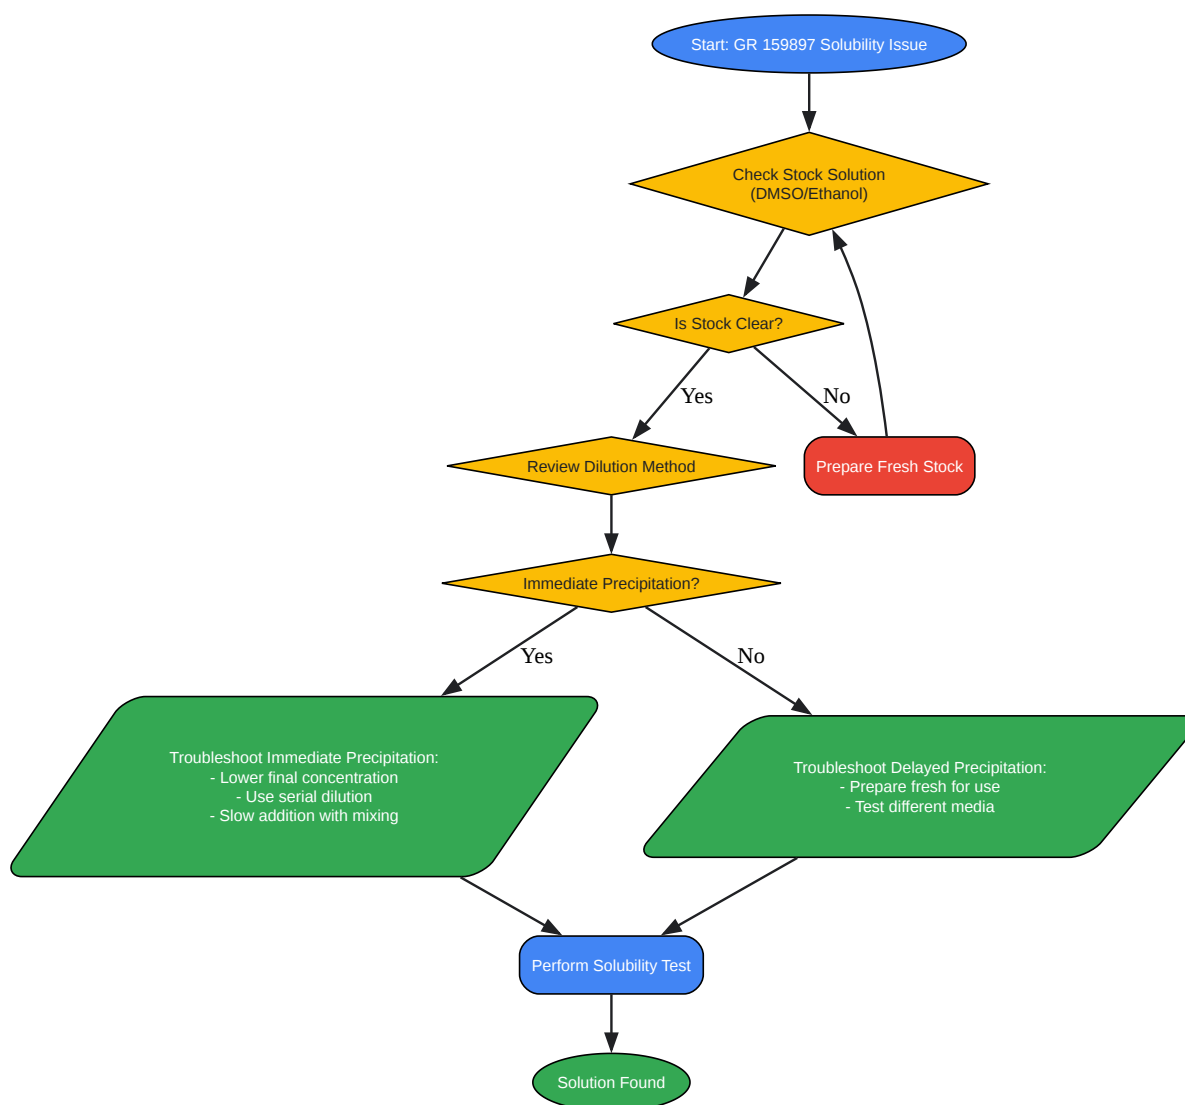 Start: GR 159897 Solubility Issue
Check Stock Solution
(DMSO/Ethanol)
Is Stock Clear?
Yes
No
Review Dilution Method
Prepare Fresh Stock
Immediate Precipitation?
Yes
No
Troubleshoot Immediate Precipitation:
- Lower final concentration
- Use serial dilution
- Slow addition with mixing
Troubleshoot Delayed Precipitation:
- Prepare fresh for use
- Test different media
Perform Solubility Test
Solution Found